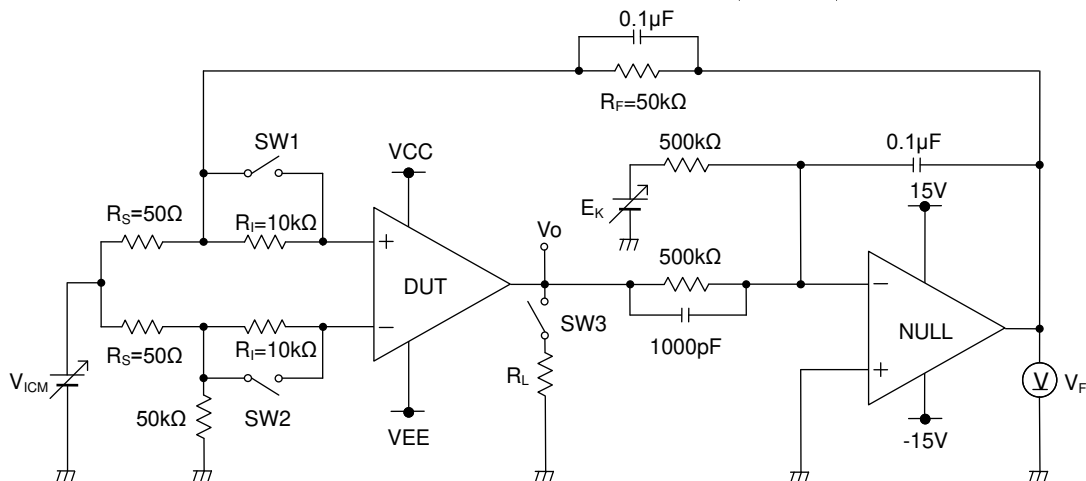 0.1µF
RF=50kΩ
SW1
VCC
500kΩ
0.1µF
15V
RS=50Ω
RI=10kΩ
EK
Vo
500kΩ
DUT
NULL
SW3
1000pF
RS=50Ω
RI=10kΩ
VICM
RL
V
VF
50kΩ
SW2
VEE
-15V